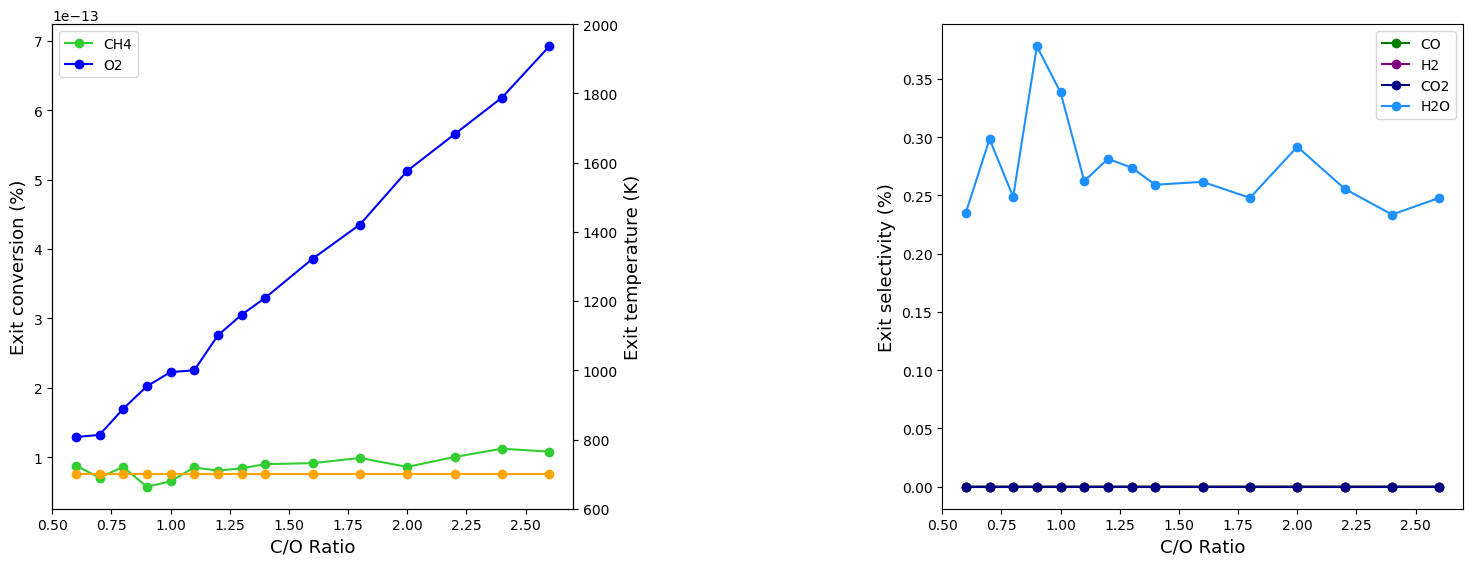 1e−13
CH4
O2
7
6
5
4
3
2
1
Exit conversion (%)
2000
1800
1600
1400
1200
1000
800
600
Exit temperature (K)
0.50 0.75 1.00 1.25 1.50 1.75 2.00 2.25 2.50
C/O Ratio
CO
H2
CO2
H2O
0.35
0.30
0.25
0.20
0.15
0.10
0.05
0.00
Exit selectivity (%)
0.50 0.75 1.00 1.25 1.50 1.75 2.00 2.25 2.50
C/O Ratio